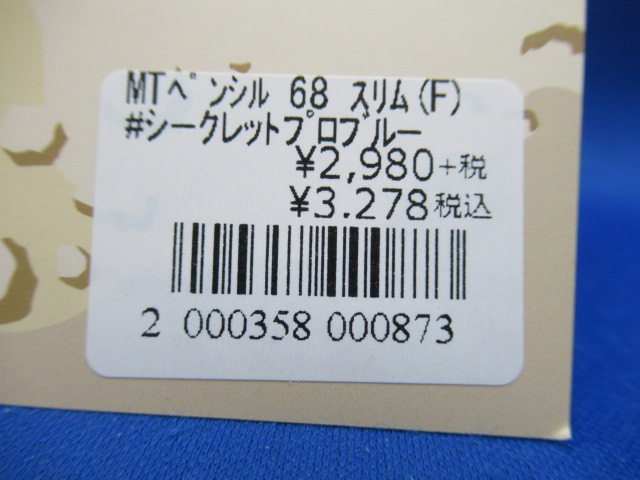 MTペンシル 68 スリム(F)
#シークレットプロブルー
¥2,980+税
¥3.278税込
2 000358 000873